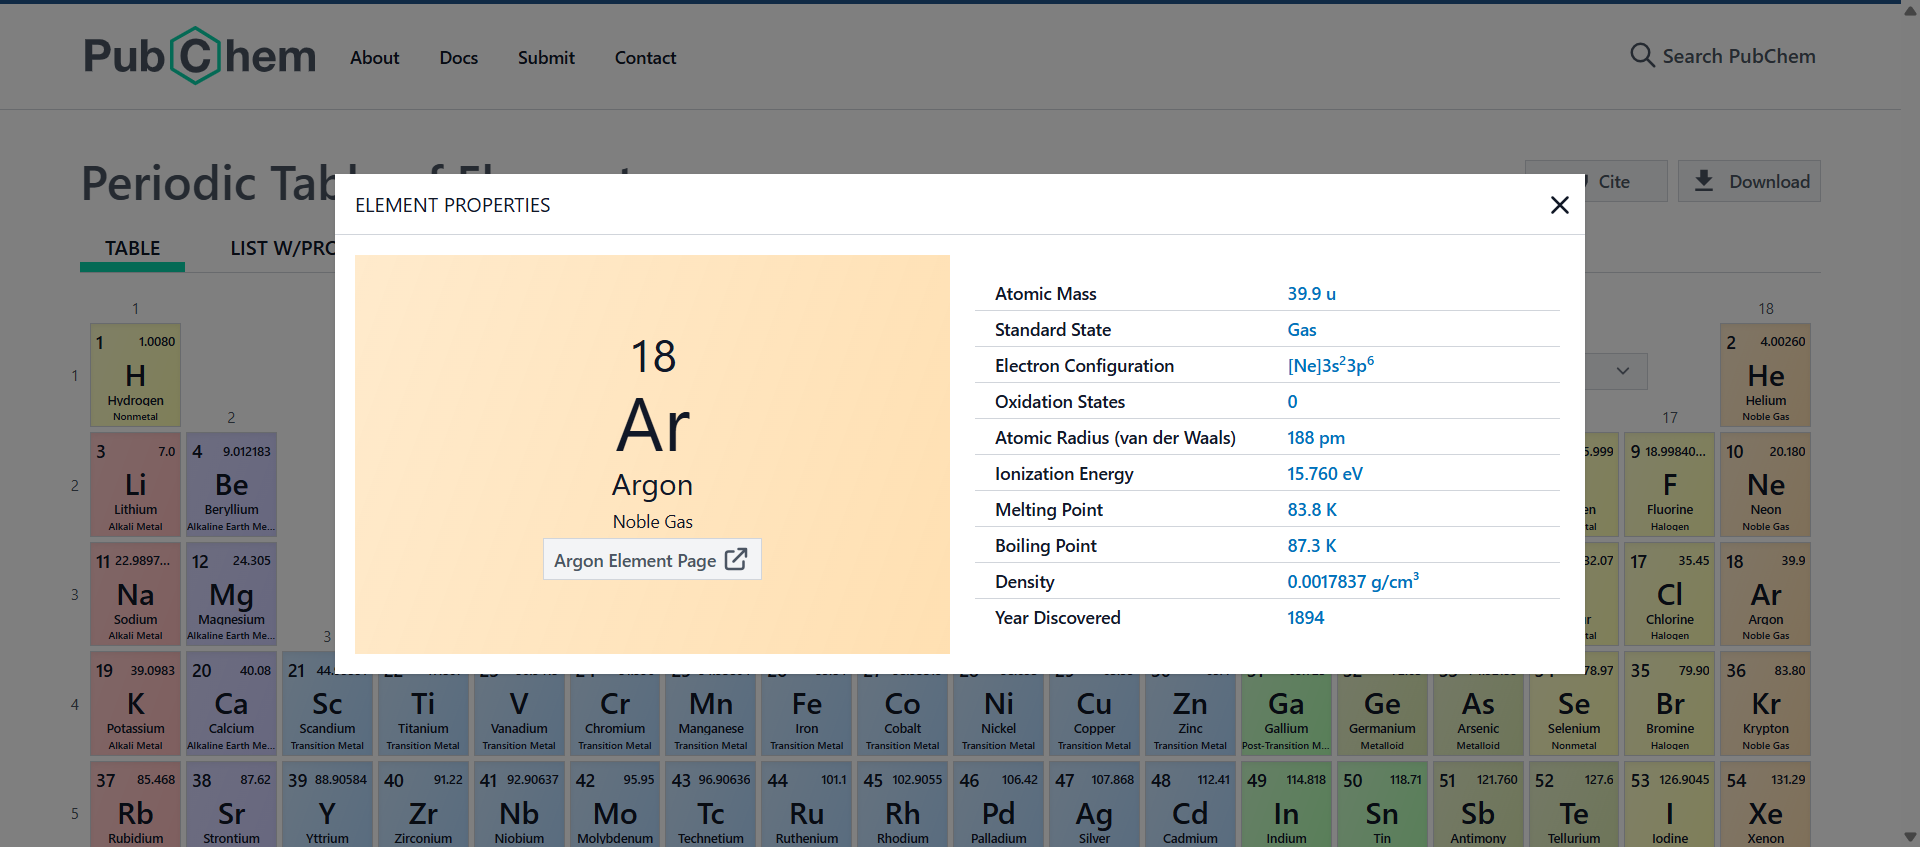 PubChem
About Docs Submit Contact
Search PubChem
Periodic Table of Elements
Cite
Download
TABLE
LIST W/PRO
ELEMENT PROPERTIES
18
Ar
Argon
Noble Gas
Argon Element Page
Atomic Mass 39.9 u
Standard State Gas
Electron Configuration [Ne]3s²3p⁶
Oxidation States 0
Atomic Radius (van der Waals) 188 pm
Ionization Energy 15.760 eV
Melting Point 83.8 K
Boiling Point 87.3 K
Density 0.0017837 g/cm³
Year Discovered 1894
1
18
1
1 1.0080
H
Hydrogen
Nonmetal
2 4.00260
He
Helium
Noble Gas
2
17
2
3 7.0
Li
Lithium
Alkali Metal
4 9.012183
Be
Beryllium
Alkaline Earth Me...
5.999
en
tal
9 18.99840...
F
Fluorine
Halogen
10 20.180
Ne
Neon
Noble Gas
3
11 22.9897...
Na
Sodium
Alkali Metal
12 24.305
Mg
Magnesium
Alkaline Earth Me...
32.07
r
tal
17 35.45
Cl
Chlorine
Halogen
18 39.9
Ar
Argon
Noble Gas
3
4
19 39.0983
K
Potassium
Alkali Metal
20 40.08
Ca
Calcium
Alkaline Earth Me...
21
Sc
Scandium
Transition Metal
Ti
Titanium
Transition Metal
V
Vanadium
Transition Metal
Cr
Chromium
Transition Metal
Mn
Manganese
Transition Metal
Fe
Iron
Transition Metal
Co
Cobalt
Transition Metal
Ni
Nickel
Transition Metal
Cu
Copper
Transition Metal
Zn
Zinc
Transition Metal
Ga
Gallium
Post-Transition M...
Ge
Germanium
Metalloid
As
Arsenic
Metalloid
78.97
Se
Selenium
Nonmetal
35 79.90
Br
Bromine
Halogen
36 83.80
Kr
Krypton
Noble Gas
5
37 85.468
Rb
Rubidium
38 87.62
Sr
Strontium
39 88.90584
Y
Yttrium
40 91.22
Zr
Zirconium
41 92.90637
Nb
Niobium
42 95.95
Mo
Molybdenum
43 96.90636
Tc
Technetium
44 101.1
Ru
Ruthenium
45 102.9055
Rh
Rhodium
46 106.42
Pd
Palladium
47 107.868
Ag
Silver
48 112.41
Cd
Cadmium
49 114.818
In
Indium
50 118.71
Sn
Tin
51 121.760
Sb
Antimony
52 127.6
Te
Tellurium
53 126.9045
I
Iodine
54 131.29
Xe
Xenon